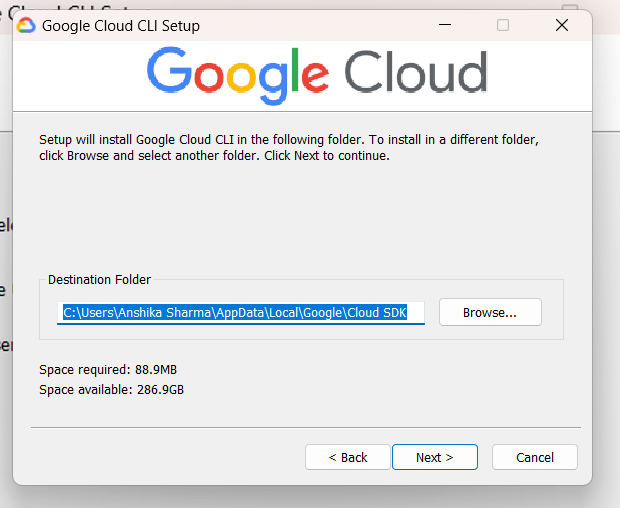 Google Cloud CLI Setup
Google Cloud
Setup will install Google Cloud CLI in the following folder. To install in a different folder,
click Browse and select another folder. Click Next to continue.
Destination Folder
C:\Users\Anshika Sharma\AppData\Local\Google\Cloud SDK
Browse...
Space required: 88.9MB
Space available: 286.9GB
< Back
Next >
Cancel